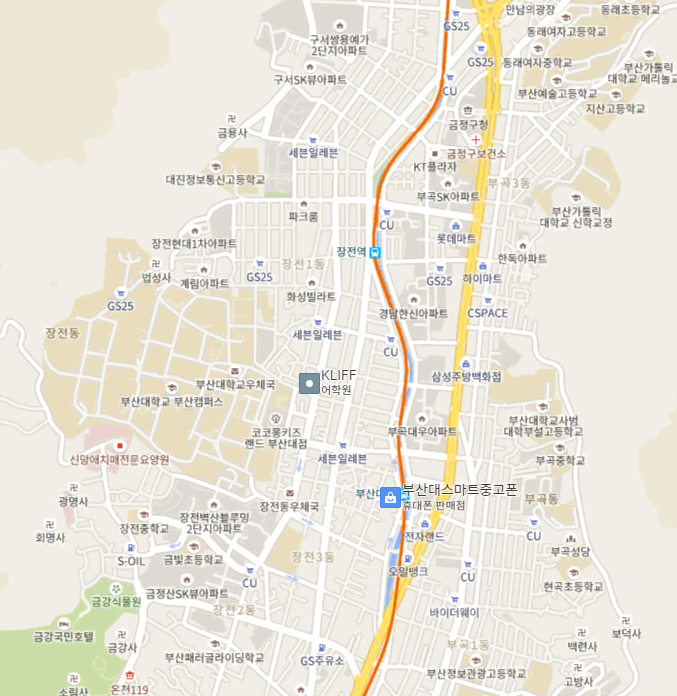 만남의광장
동래초등학교
GS25
동래여자고등학교
구서쌍용예가
2단지아파트
GS25
동래여자중학교
부산가톨릭
대학교 메리놀교
구서SK뷰아파트
CU
부산예술고등학교
지산고등학교
금용사
금정구청
세븐일레븐
금정구보건소
KT플라자
대진정보통신고등학교
부곡3동
부곡SK아파트
파크룸
CU
부산가톨릭
대학교 신학교정
장전현대1차아파트
롯데마트
장전역
한독아파트
법성사
장전1동
GS25
계림아파트
GS25
하이마트
GS25
화성빌라트
경남한신아파트
CSPACE
장전동
세븐일레븐
CU
KLIFF
어학원
삼성주방백화점
부산대학교우체국
부산대학교 부산캠퍼스
부산대학교사범
대학부설고등학교
코코몽키즈
랜드 부산대점
부곡대우아파트
신망애치매전문요양원
세븐일레븐
부곡중학교
부산대스마트중고폰
휴대폰 판매점
부산대
광명사
장전동우체국
부곡동
장전중학교
장전벽산블루밍
2단지아파트
전자랜드
CU
회명사
S-OIL
금빛초등학교
부곡성당
오일뱅크
CU
CU
현곡초등학교
금강식물원
금정산SK뷰아파트
장전3동
장전2동
바이더웨이
금강국민호텔
보덕사
금강사
부산패러글라이딩학교
GS주유소
부곡1동
백련사
소림사
온천119
부산정보관광고등학교
고방사